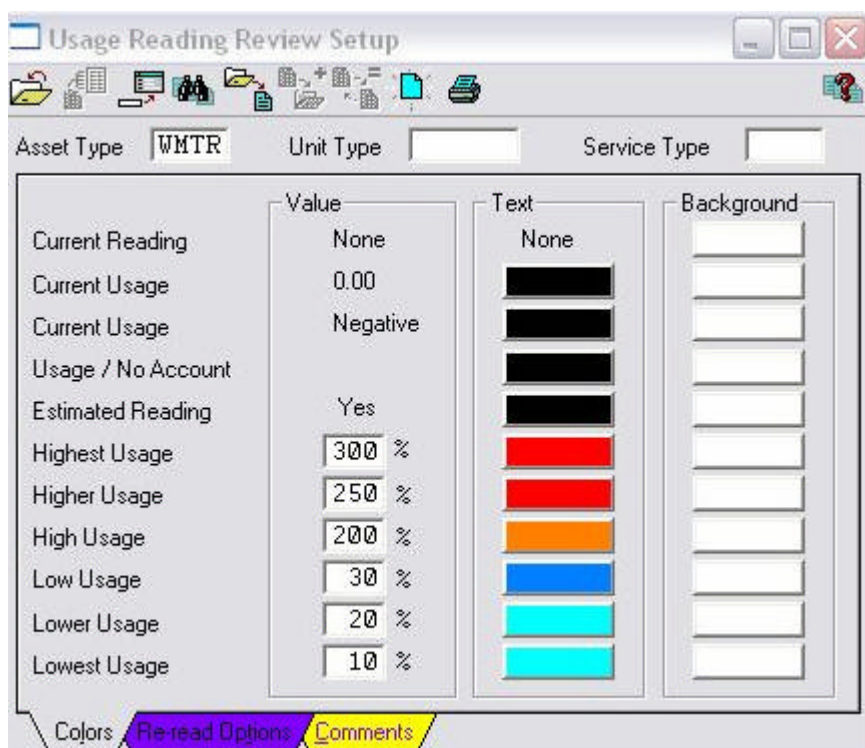 Usage Reading Review Setup
Asset Type WMTR Unit Type Service Type
Value Text Background
Current Reading None None
Current Usage 0.00
Current Usage Negative
Usage / No Account
Estimated Reading Yes
Highest Usage 300 %
Higher Usage 250 %
High Usage 200 %
Low Usage 30 %
Lower Usage 20 %
Lowest Usage 10 %
Colors Re-read Options Comments